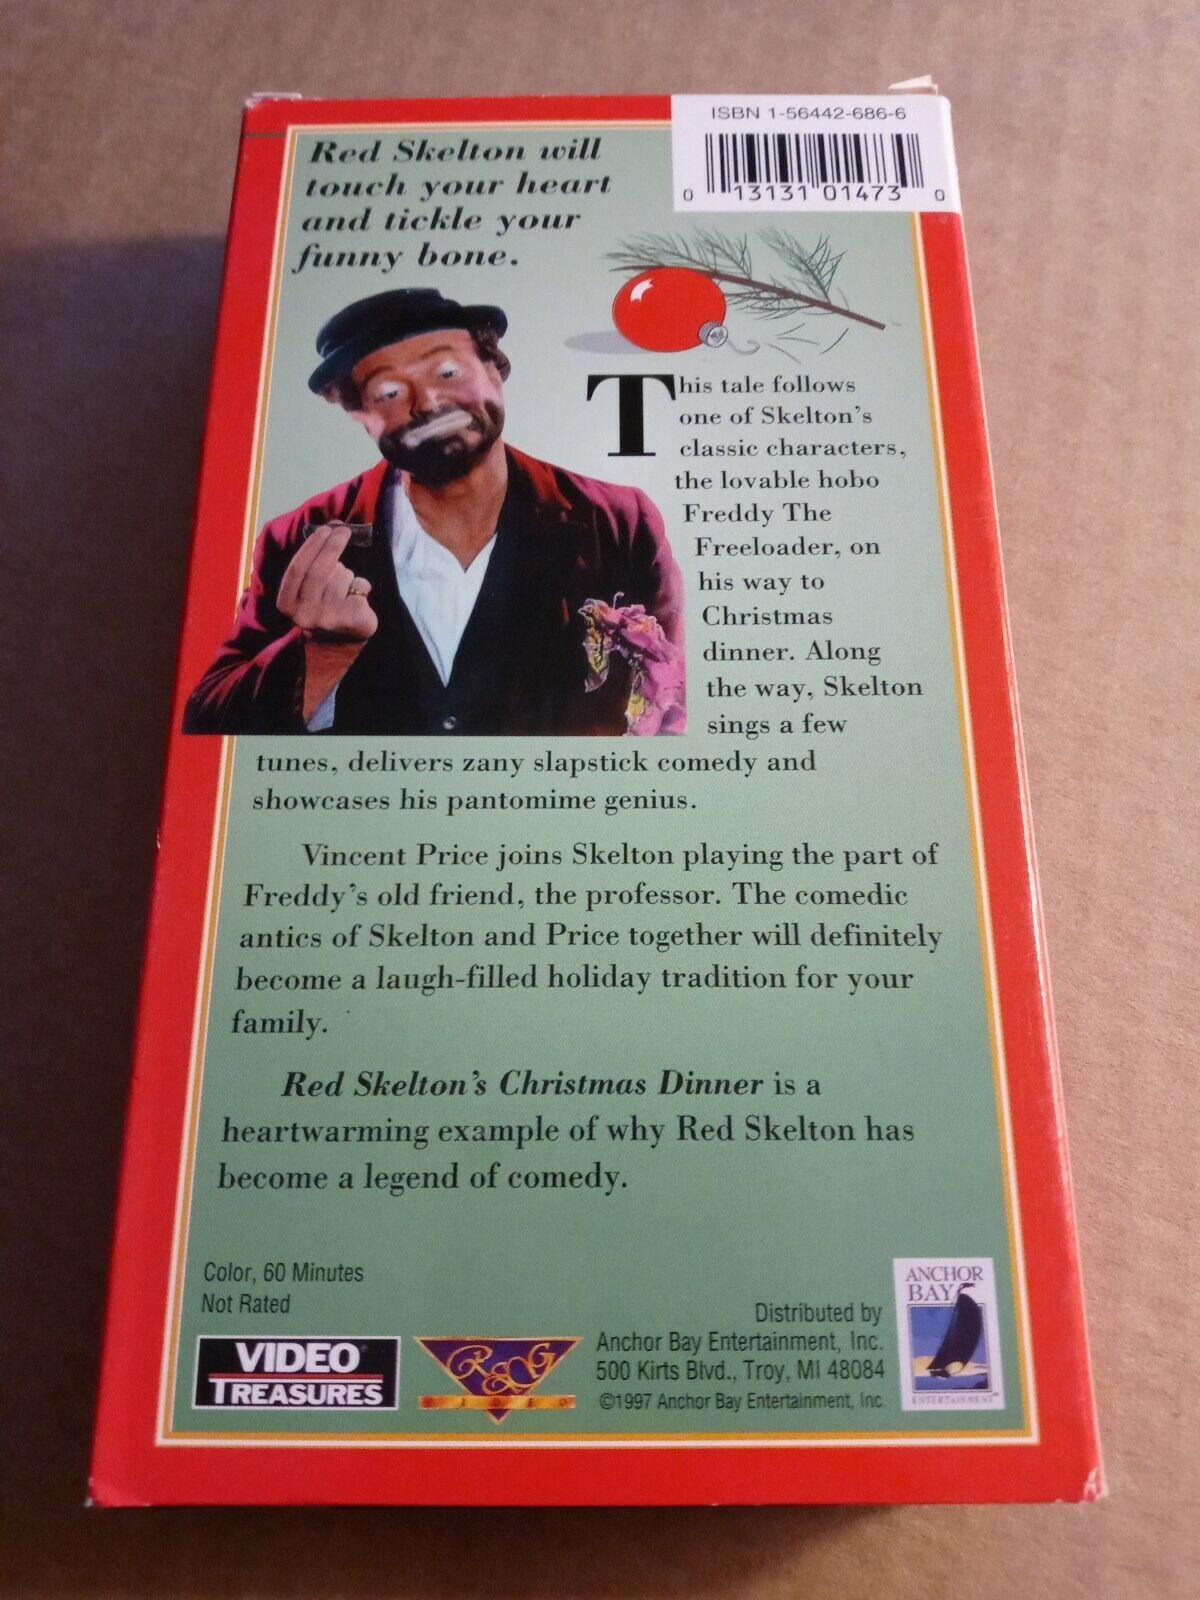 ISBN 1-56442-686-6
0 13131 01473 0
Red Skelton will
touch your heart
and tickle your
funny bone.
This tale follows
one of Skelton's
classic characters,
the lovable hobo
Freddy The
Freeloader, on
his way to
Christmas
dinner. Along
the way, Skelton
sings a few
tunes, delivers zany slapstick comedy and
showcases his pantomime genius.
Vincent Price joins Skelton playing the part of
Freddy's old friend, the professor. The comedic
antics of Skelton and Price together will definitely
become a laugh-filled holiday tradition for your
family.
Red Skelton's Christmas Dinner is a
heartwarming example of why Red Skelton has
become a legend of comedy.
Color, 60 Minutes
Not Rated
VIDEO®
TREASURES
R&G
VIDEO
Distributed by
Anchor Bay Entertainment, Inc.
500 Kirts Blvd., Troy, MI 48084
©1997 Anchor Bay Entertainment, Inc.
ANCHOR
BAY
ENTERTAINMENT™